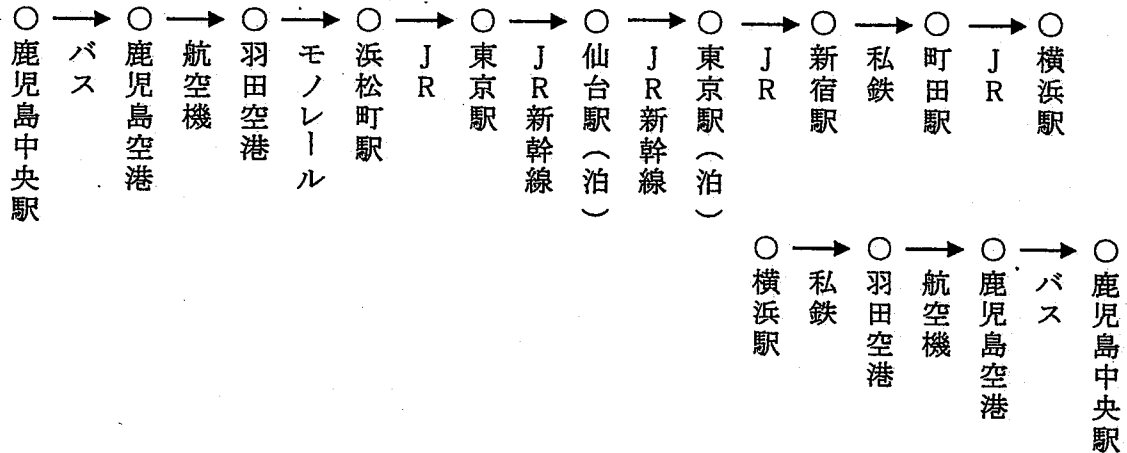 ○→○→○→○→○→○→○→○→○→○
鹿児島中央駅
バス
鹿児島空港
航空機
羽田空港
モノレール
浜松町駅
JR
東京駅
JR新幹線
仙台駅(泊)
JR新幹線
東京駅(泊)
JR
新宿駅
私鉄
町田駅
JR
横浜駅
○→○→○→○
横浜駅
私鉄
羽田空港
航空機
鹿児島空港
バス
鹿児島中央駅